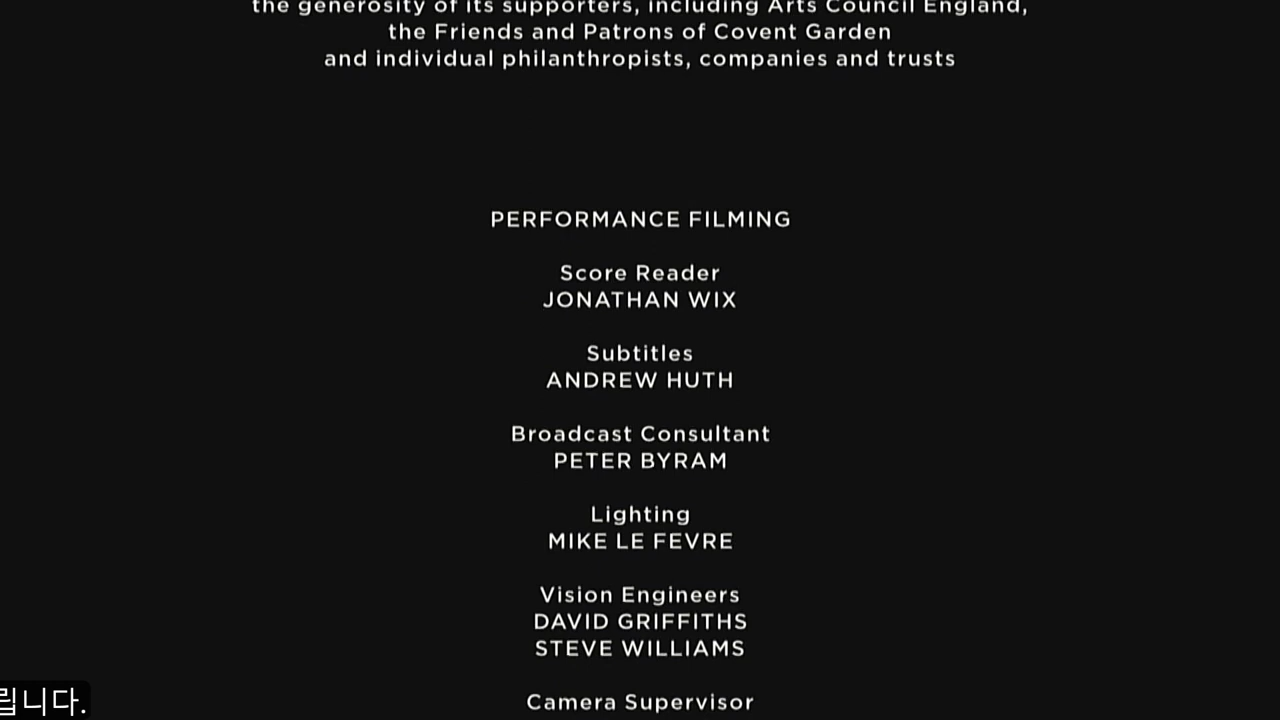 the generosity of its supporters, including Arts Council England,
the Friends and Patrons of Covent Garden
and individual philanthropists, companies and trusts
PERFORMANCE FILMING
Score Reader
JONATHAN WIX
Subtitles
ANDREW HUTH
Broadcast Consultant
PETER BYRAM
Lighting
MIKE LE FEVRE
Vision Engineers
DAVID GRIFFITHS
STEVE WILLIAMS
Camera Supervisor
립니다.